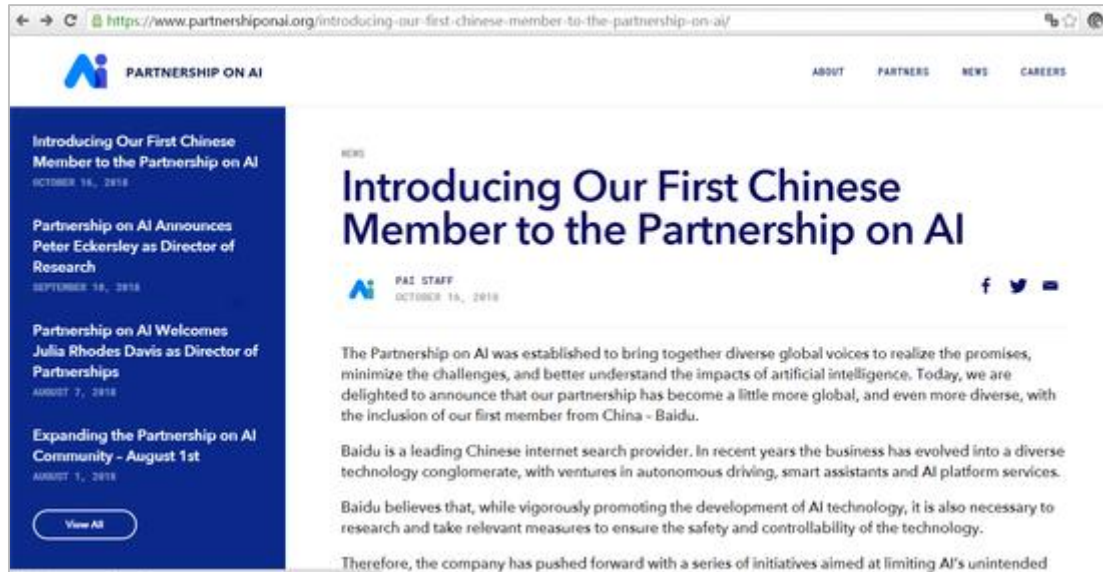 https://www.partnershiponai.org/introducing-our-first-chinese-member-to-the-partnership-on-ai/
Ai PARTNERSHIP ON AI
ABOUT PARTNERS NEWS CAREERS
Introducing Our First Chinese
Member to the Partnership on AI
OCTOBER 16, 2018
Partnership on AI Announces
Peter Eckersley as Director of
Research
SEPTEMBER 10, 2018
Partnership on AI Welcomes
Julia Rhodes Davis as Director of
Partnerships
AUGUST 7, 2018
Expanding the Partnership on AI
Community – August 1st
AUGUST 1, 2018
View All
NEWS
Introducing Our First Chinese
Member to the Partnership on AI
PAI STAFF
OCTOBER 16, 2018
The Partnership on AI was established to bring together diverse global voices to realize the promises,
minimize the challenges, and better understand the impacts of artificial intelligence. Today, we are
delighted to announce that our partnership has become a little more global, and even more diverse, with
the inclusion of our first member from China - Baidu.
Baidu is a leading Chinese internet search provider. In recent years the business has evolved into a diverse
technology conglomerate, with ventures in autonomous driving, smart assistants and AI platform services.
Baidu believes that, while vigorously promoting the development of AI technology, it is also necessary to
research and take relevant measures to ensure the safety and controllability of the technology.
Therefore, the company has pushed forward with a series of initiatives aimed at limiting AI's unintended